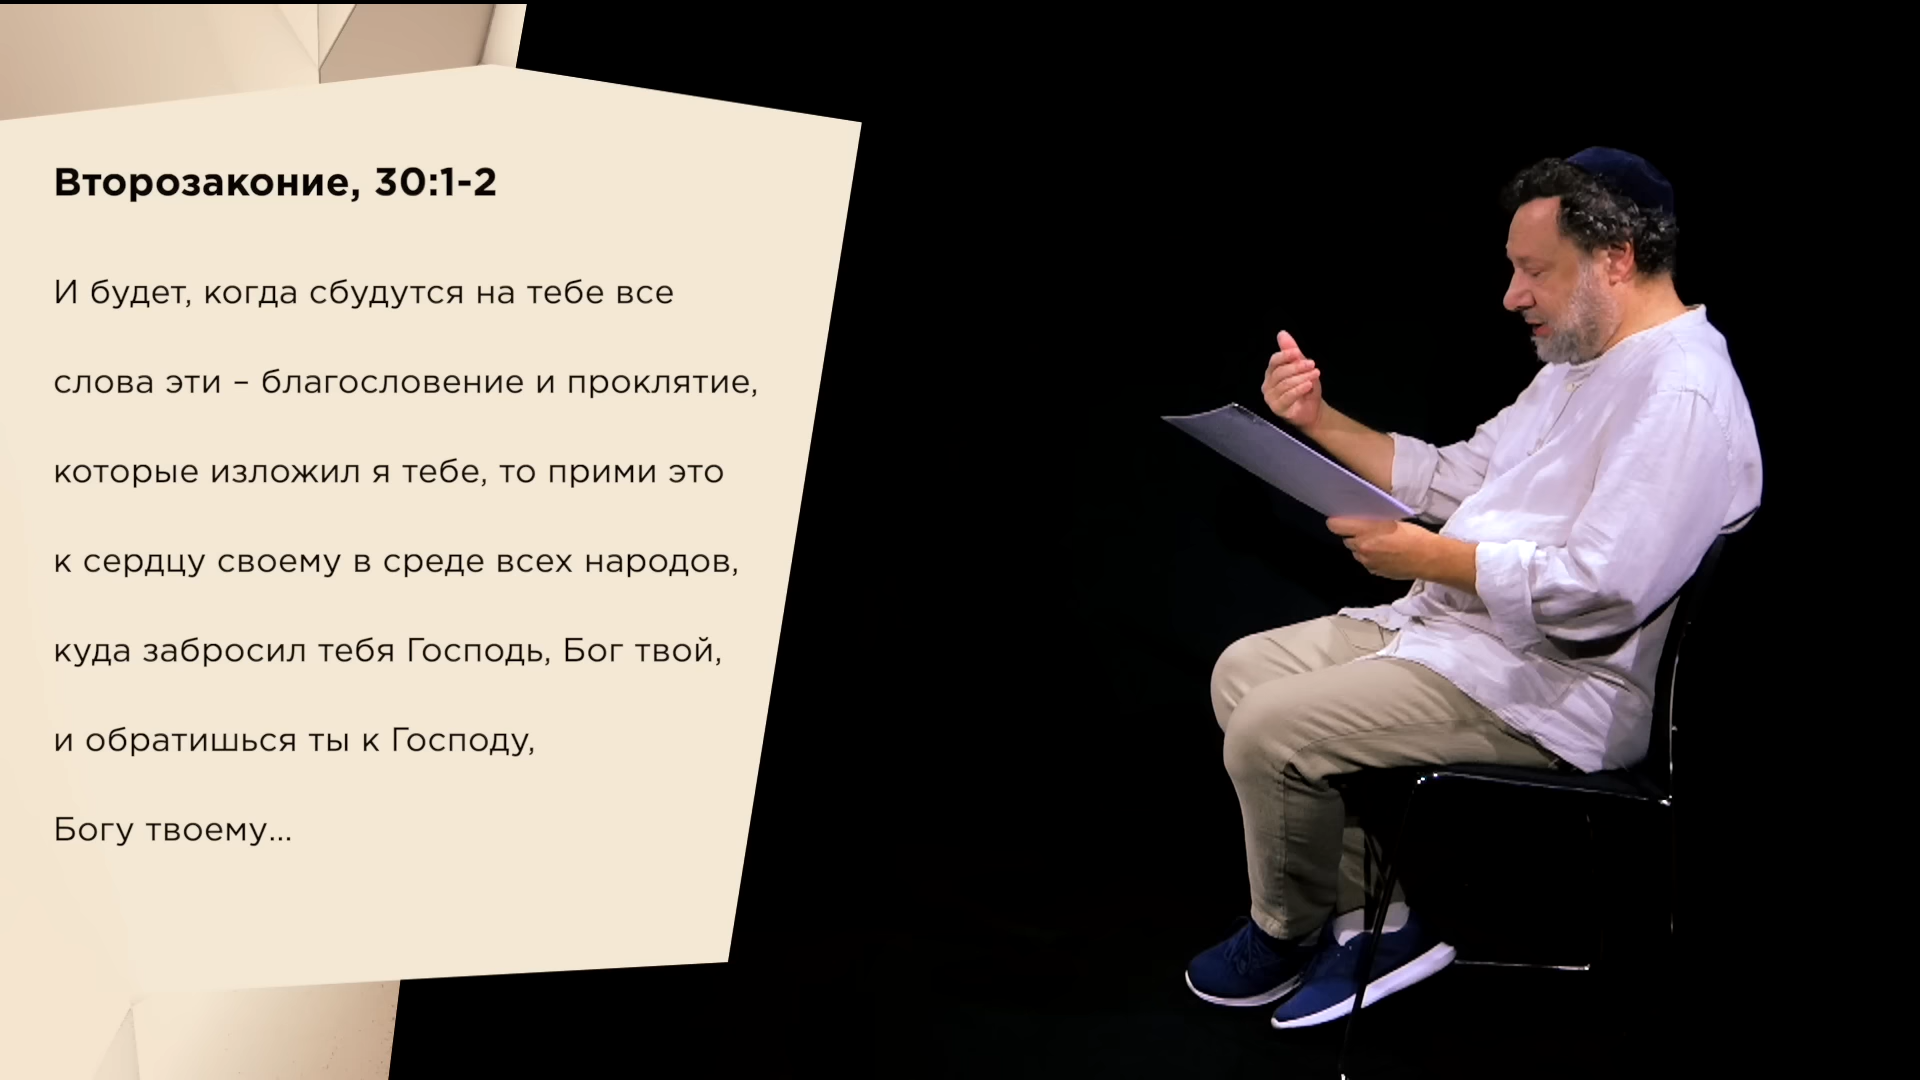 Второзаконие, 30:1-2
И будет, когда сбудутся на тебе все
слова эти – благословение и проклятие,
которые изложил я тебе, то прими это
к сердцу своему в среде всех народов,
куда забросил тебя Господь, Бог твой,
и обратишься ты к Господу,
Богу твоему...